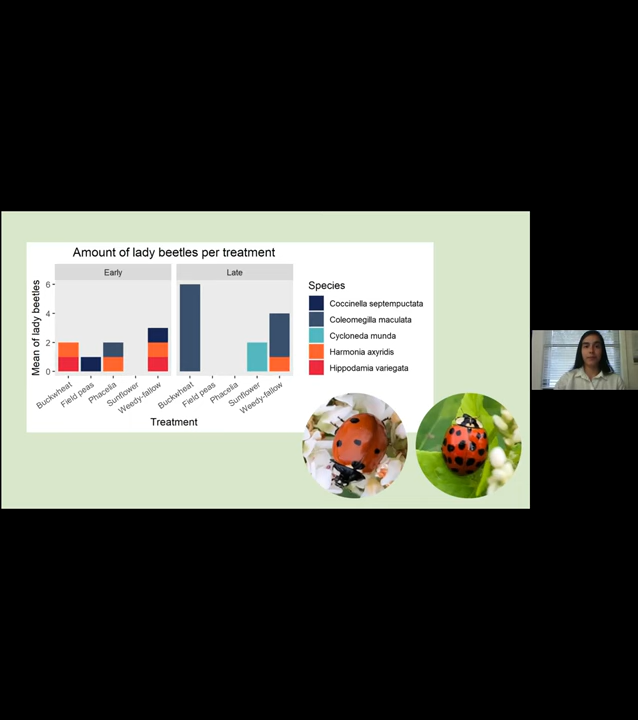 Amount of lady beetles per treatment
Early
Late
Mean of lady beetles
6
4
2
0
Buckwheat
Field peas
Phacelia
Sunflower
Weedy-fallow
Buckwheat
Field peas
Phacelia
Sunflower
Weedy-fallow
Treatment
Species
Coccinella septempuctata
Coleomegilla maculata
Cycloneda munda
Harmonia axyridis
Hippodamia variegata